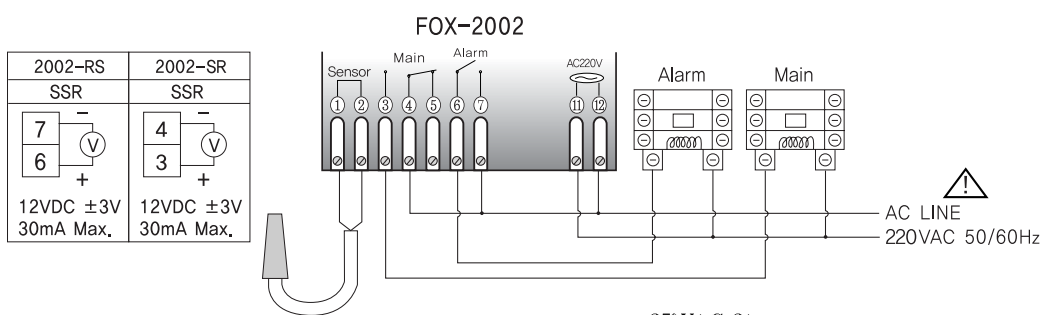 FOX-2002
2002-RS
SSR
7
6
−
V
+
12VDC ±3V
30mA Max.
2002-SR
SSR
4
3
−
V
+
12VDC ±3V
30mA Max.
Sensor
Main
Alarm
AC220V
① ② ③ ④ ⑤ ⑥ ⑦ ⑪ ⑫
Alarm
Main
!
AC LINE
220VAC 50/60Hz